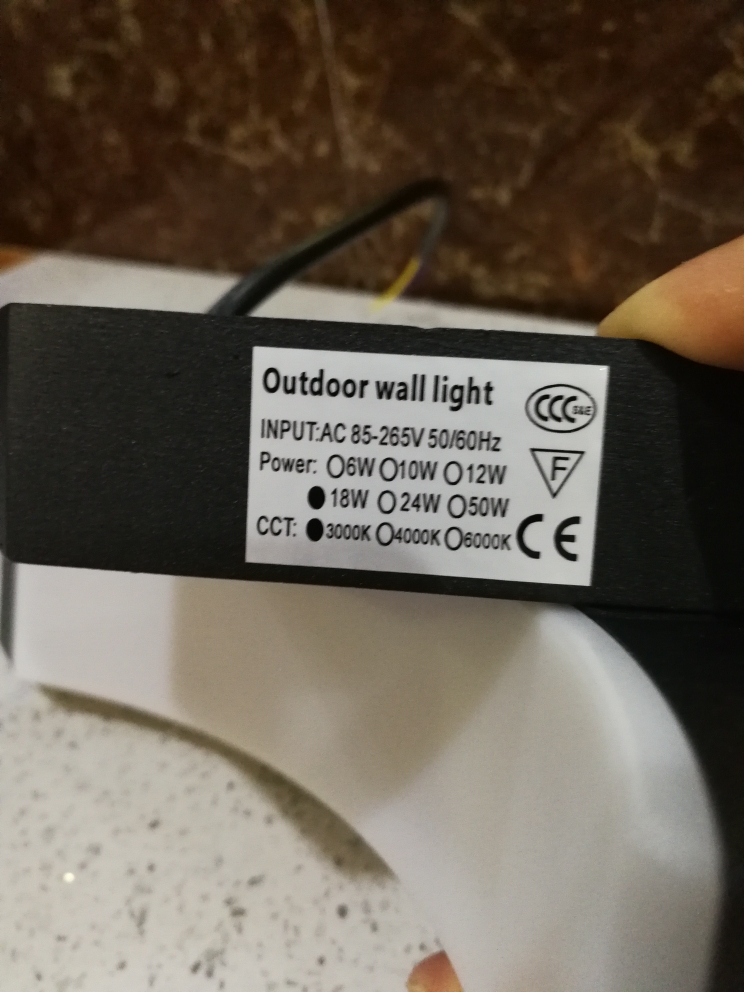 Outdoor wall light
CCC S&E
INPUT:AC 85-265V 50/60Hz
Power: ○6W ○10W ○12W
F
●18W ○24W ○50W
CCT: ●3000K ○4000K ○6000K CE